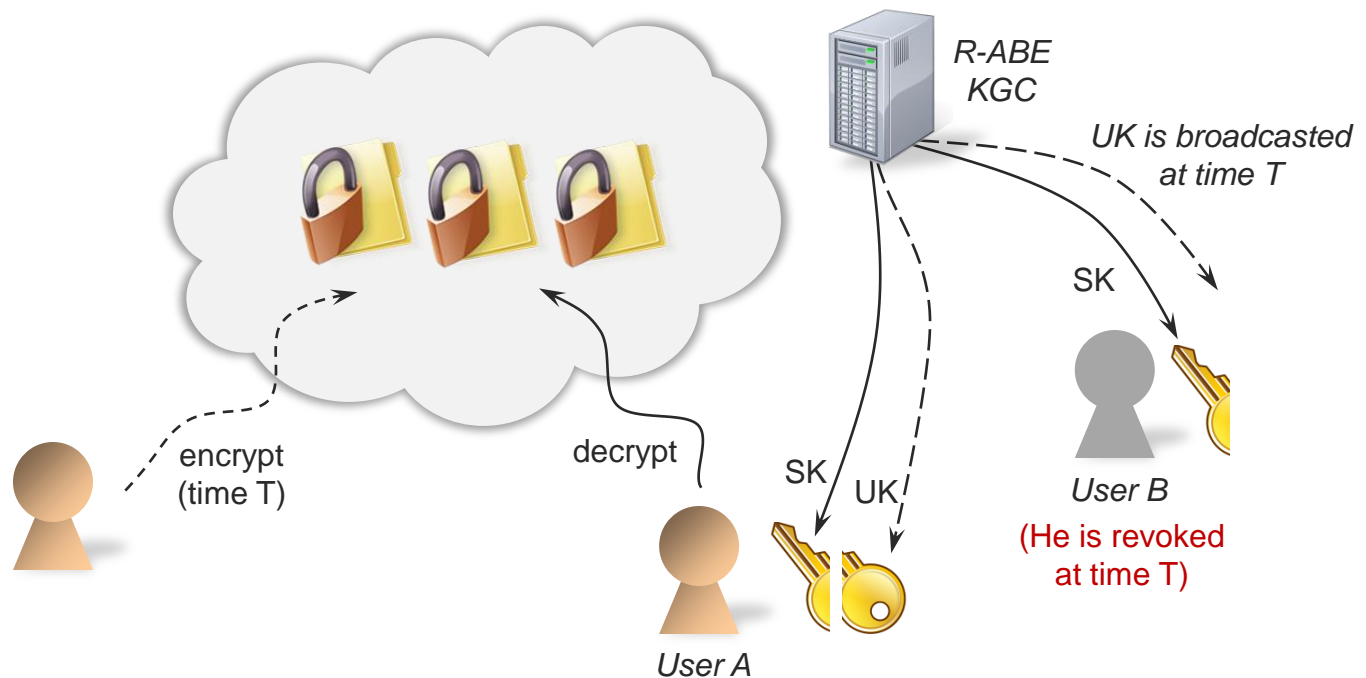 R-ABE
KGC
UK is broadcasted
at time T
SK
encrypt
(time T)
decrypt
SK
UK
User B
(He is revoked
at time T)
User A